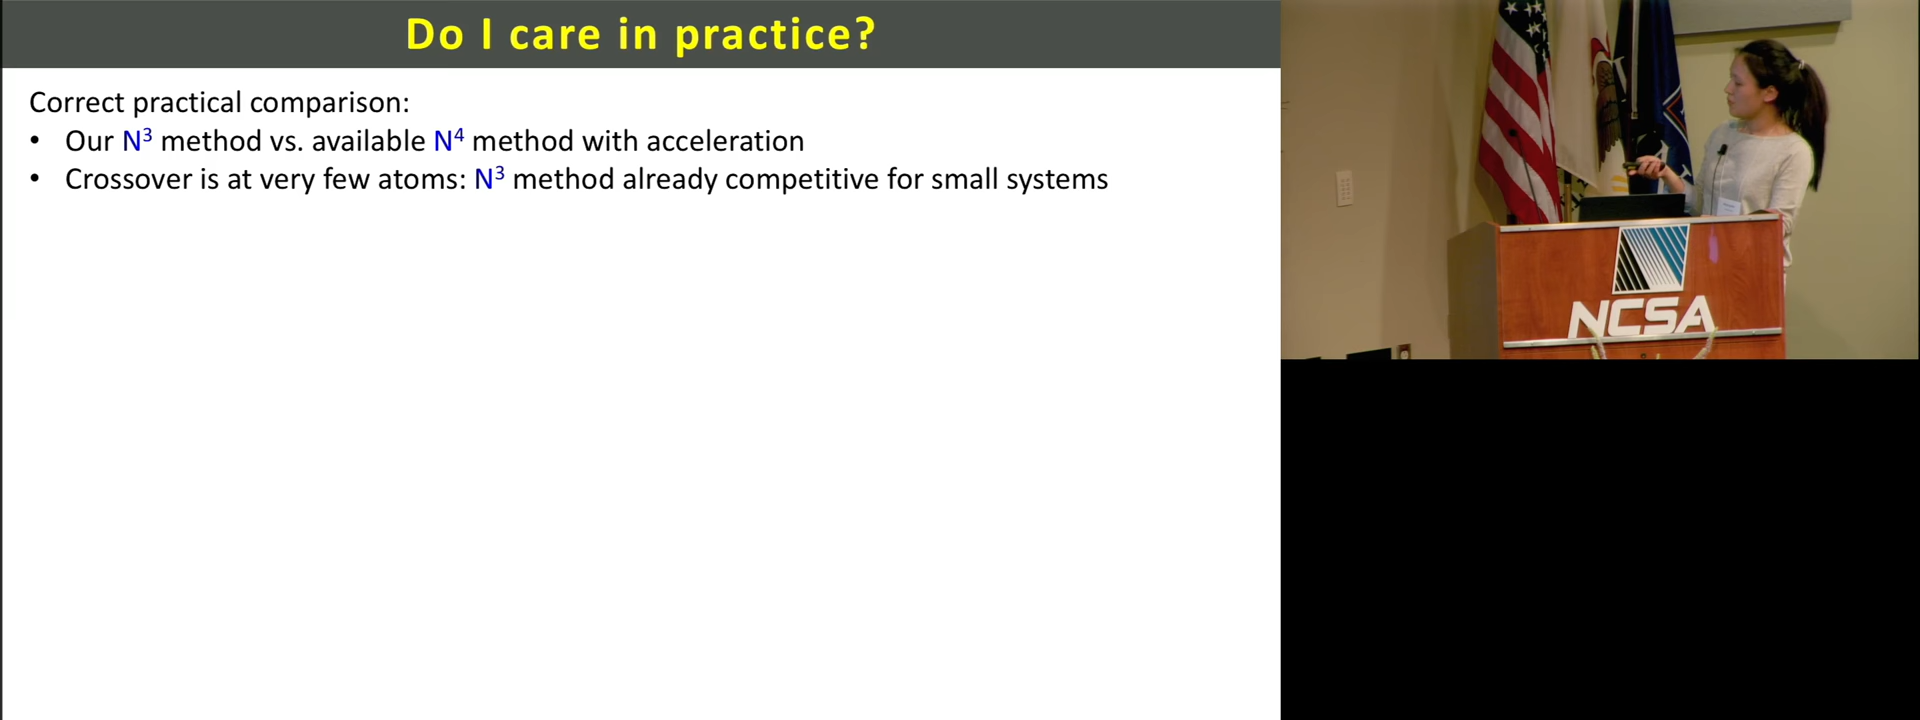 Do I care in practice?
Correct practical comparison:
• Our N³ method vs. available N⁴ method with acceleration
• Crossover is at very few atoms: N³ method already competitive for small systems
NCSA